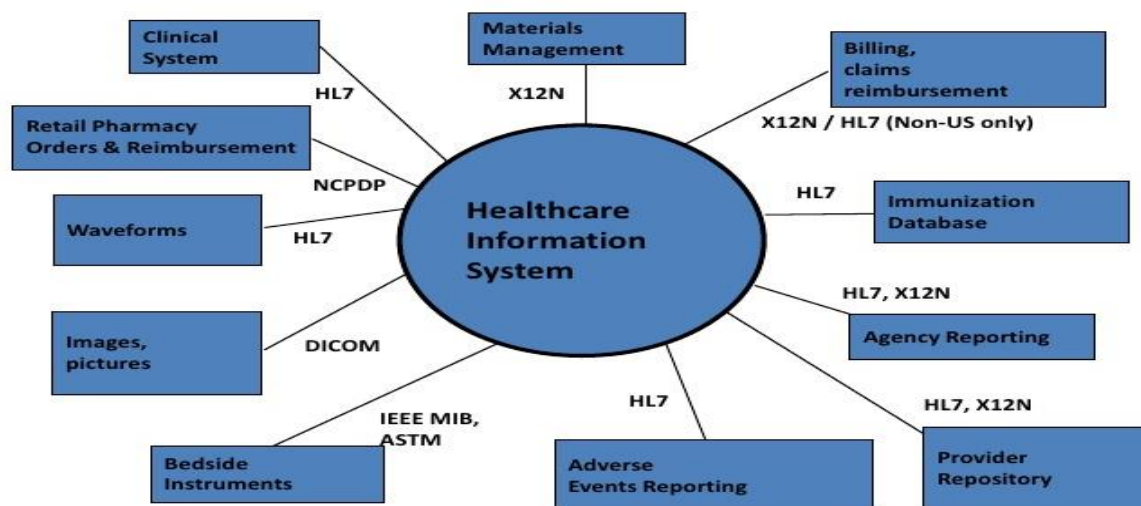 Clinical
System
Materials
Management
Billing,
claims
reimbursement
HL7
X12N
X12N / HL7 (Non-US only)
Retail Pharmacy
Orders & Reimbursement
NCPDP
HL7
Immunization
Database
Waveforms
HL7
Healthcare
Information
System
HL7, X12N
Agency Reporting
Images,
pictures
DICOM
HL7
HL7, X12N
IEEE MIB,
ASTM
Bedside
Instruments
Adverse
Events Reporting
Provider
Repository